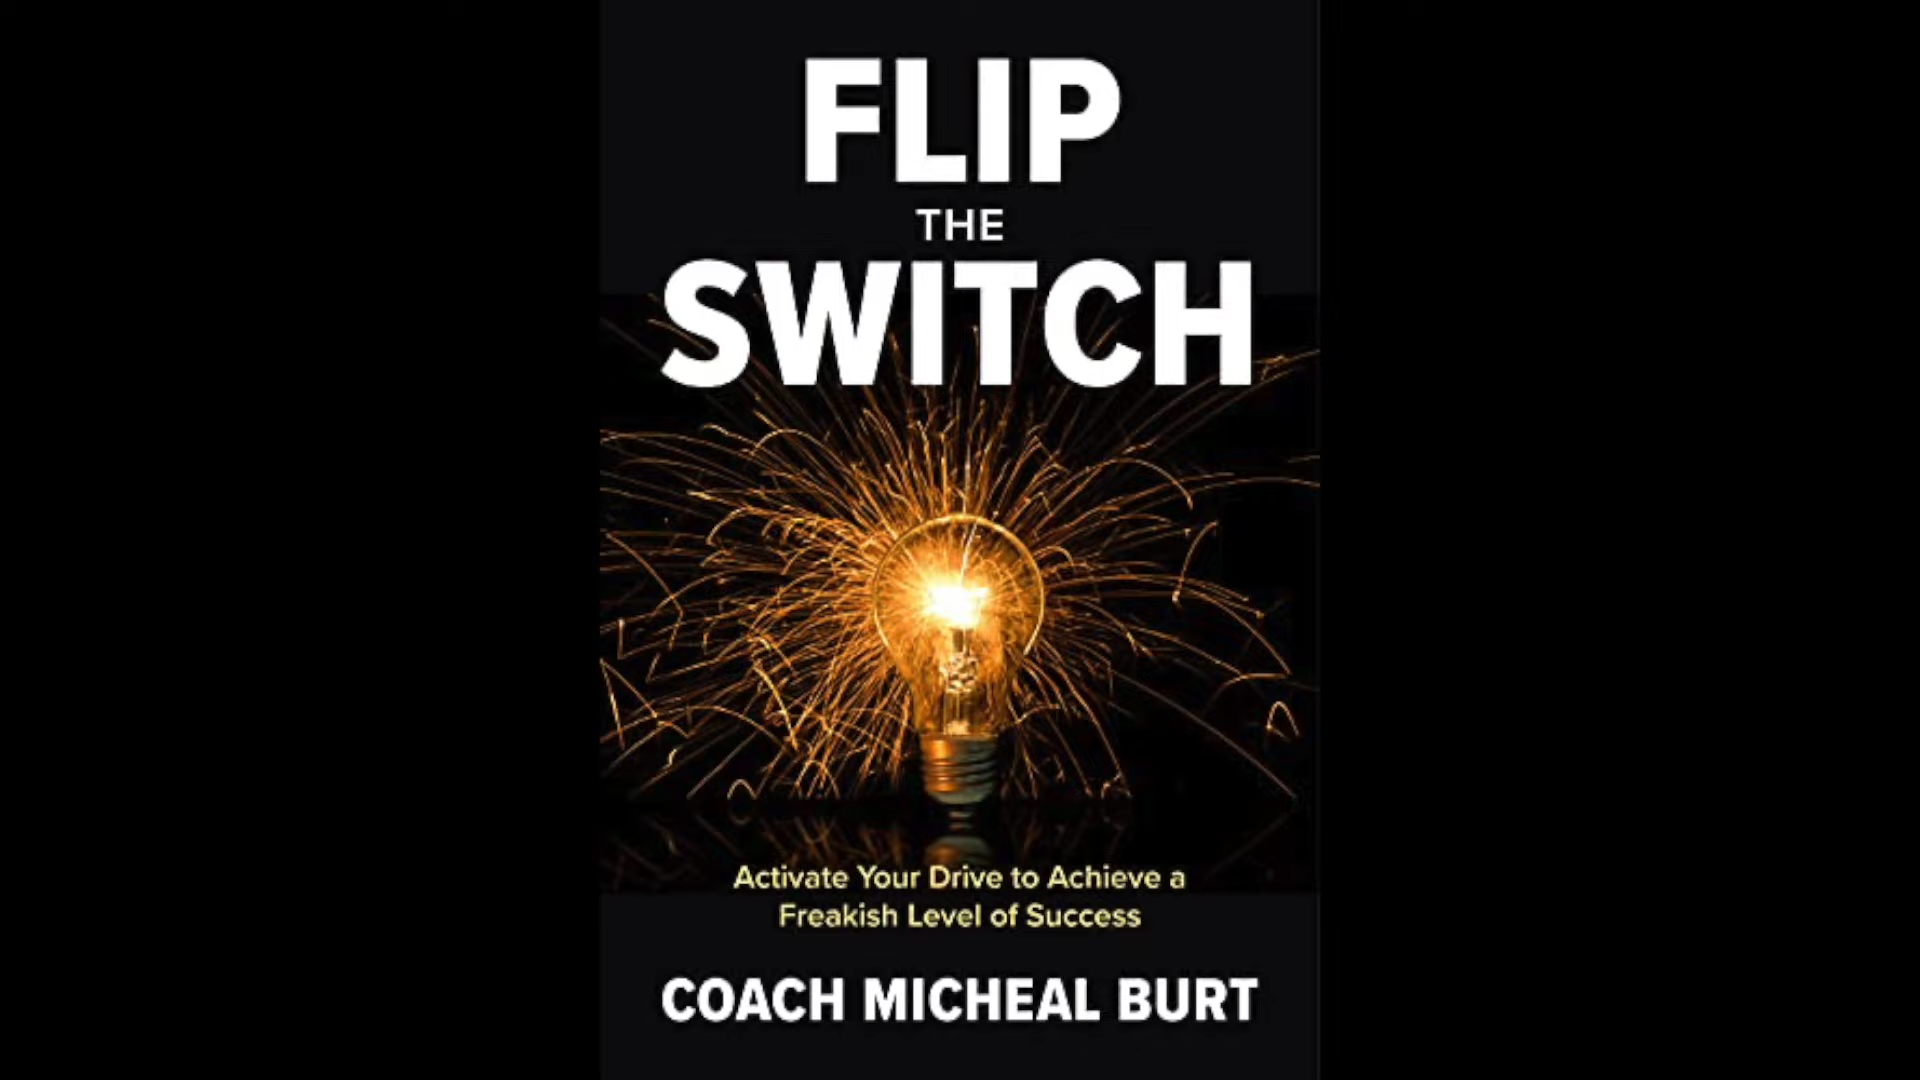 FLIP
THE
SWITCH
Activate Your Drive to Achieve a
Freakish Level of Success
COACH MICHEAL BURT